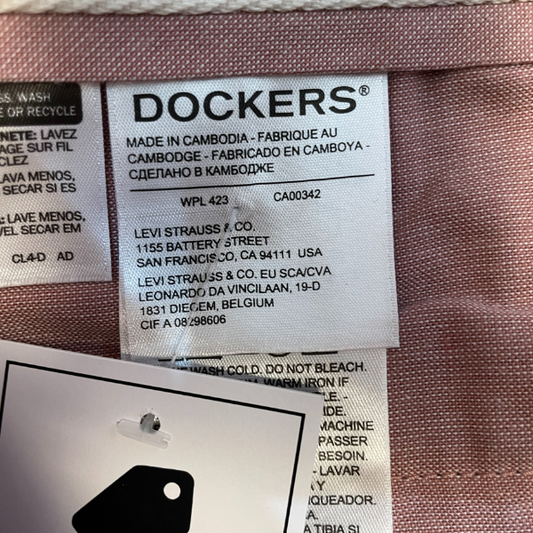 SS. WASH
E OR RECYCLE
NETE: LAVEZ
AGE SUR FIL
CLEZ
LAVA MENOS,
SECAR SI ES
: LAVE MENOS,
VEL SECAR EM
CL4-D AD
DOCKERS®
MADE IN CAMBODIA - FABRIQUE AU
CAMBODGE - FABRICADO EN CAMBOYA -
СДЕЛАНО В КАМБОДЖЕ
WPL 423 CA00342
LEVI STRAUSS & CO.
1155 BATTERY STREET
SAN FRANCISCO, CA 94111 USA
LEVI STRAUSS & CO. EU SCA/CVA
LEONARDO DA VINCILAAN, 19-D
1831 DIEGEM, BELGIUM
CIF A 08298606
WASH COLD. DO NOT BLEACH.
WARM IRON IF
LE. -
IDE.
MACHINE
PASSER
BESOIN.
- LAVAR
A Y
IQUEADOR.
A.
A TIBIA SI